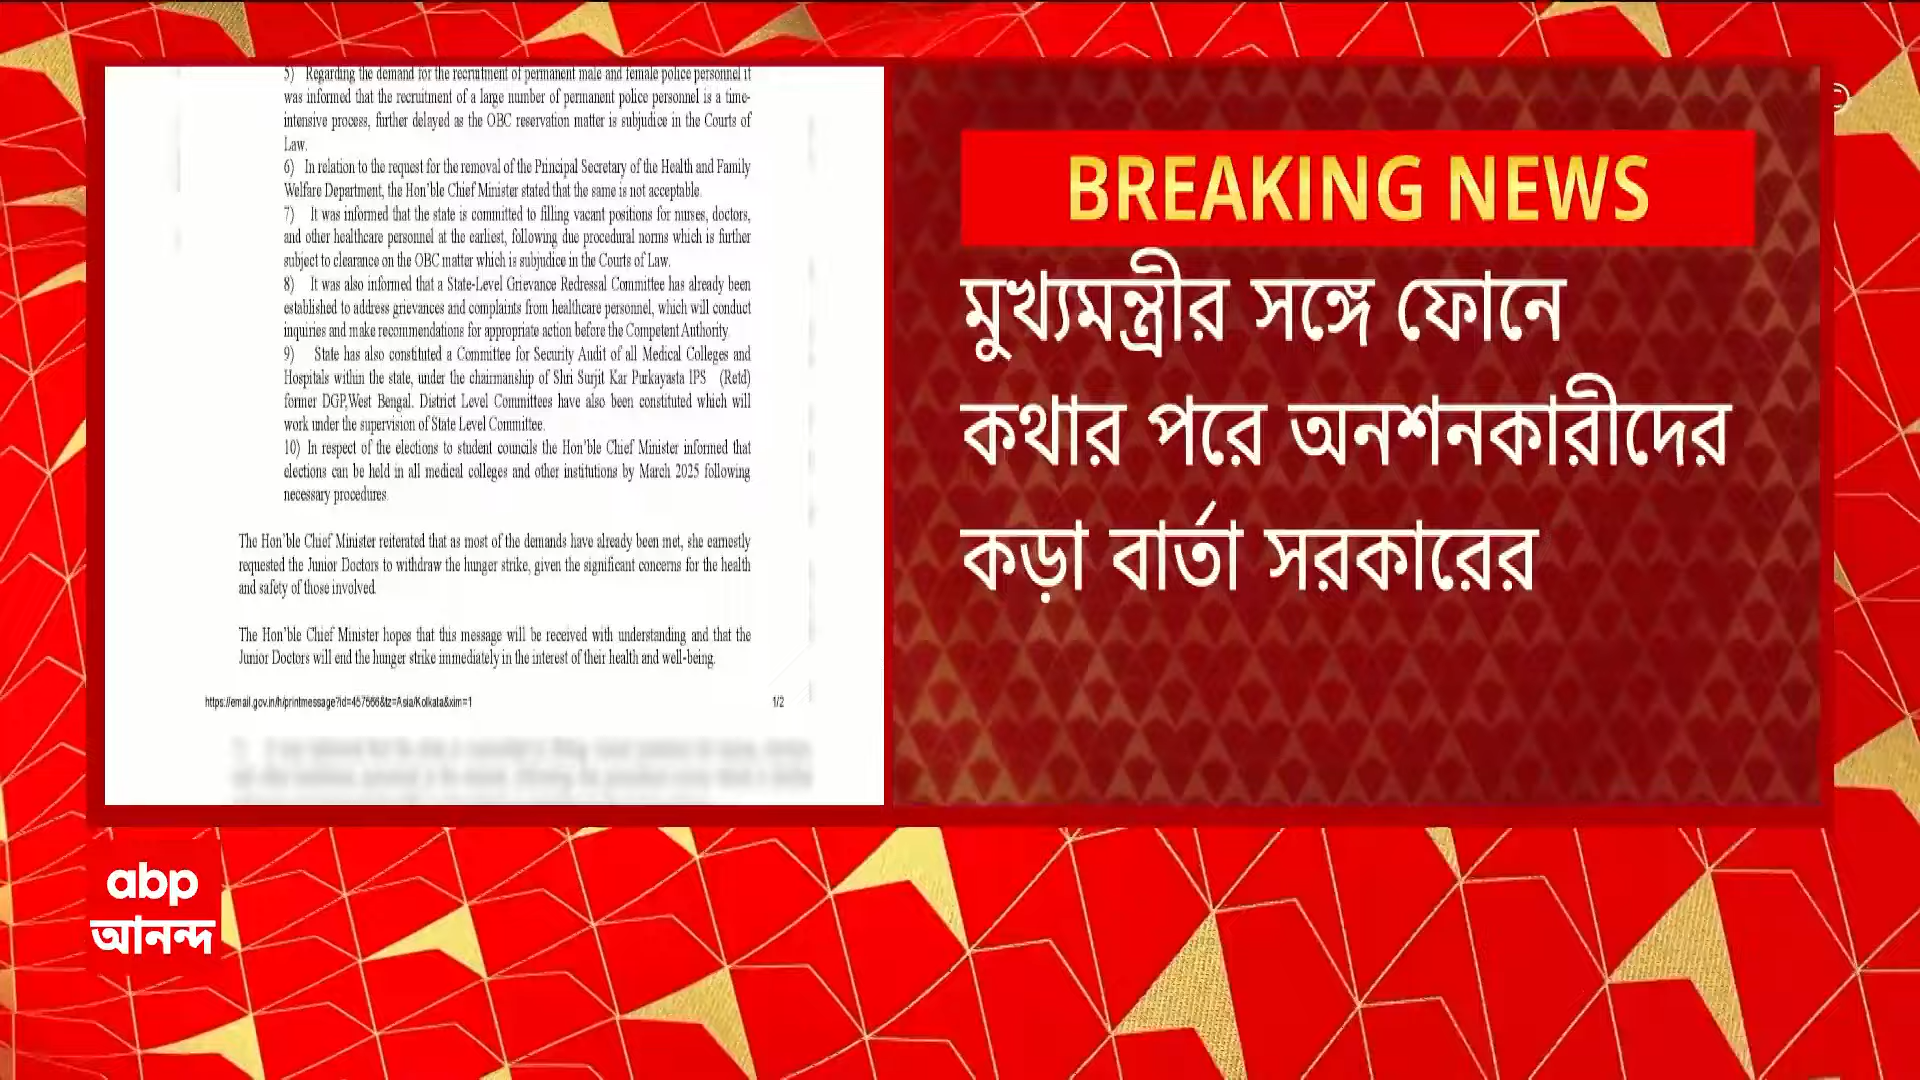 5) Regarding the demand for the recruitment of permanent male and female police personnel it
was informed that the recruitment of a large number of permanent police personnel is a time-
intensive process, further delayed as the OBC reservation matter is subjudice in the Courts of
Law.
6) In relation to the request for the removal of the Principal Secretary of the Health and Family
Welfare Department, the Hon'ble Chief Minister stated that the same is not acceptable.
7) It was informed that the state is committed to filling vacant positions for nurses, doctors,
and other healthcare personnel at the earliest, following due procedural norms which is further
subject to clearance on the OBC matter which is subjudice in the Courts of Law.
8) It was also informed that a State-Level Grievance Redressal Committee has already been
established to address grievances and complaints from healthcare personnel, which will conduct
inquiries and make recommendations for appropriate action before the Competent Authority.
9) State has also constituted a Committee for Security Audit of all Medical Colleges and
Hospitals within the state, under the chairmanship of Shri Surjit Kar Purkayasta IPS (Retd)
former DGP,West Bengal. District Level Committees have also been constituted which will
work under the supervision of State Level Committee.
10) In respect of the elections to student councils the Hon'ble Chief Minister informed that
elections can be held in all medical colleges and other institutions by March 2025 following
necessary procedures.
The Hon'ble Chief Minister reiterated that as most of the demands have already been met, she earnestly
requested the Junior Doctors to withdraw the hunger strike, given the significant concerns for the health
and safety of those involved.
The Hon'ble Chief Minister hopes that this message will be received with understanding and that the
Junior Doctors will end the hunger strike immediately in the interest of their health and well-being.
https://email.gov.in/h/printmessage?id=457566&tz=Asia/Kolkata&xim=1 1/2
BREAKING NEWS
মুখ্যমন্ত্রীর সঙ্গে ফোনে
কথার পরে অনশনকারীদের
কড়া বার্তা সরকারের
abp
আনন্দ